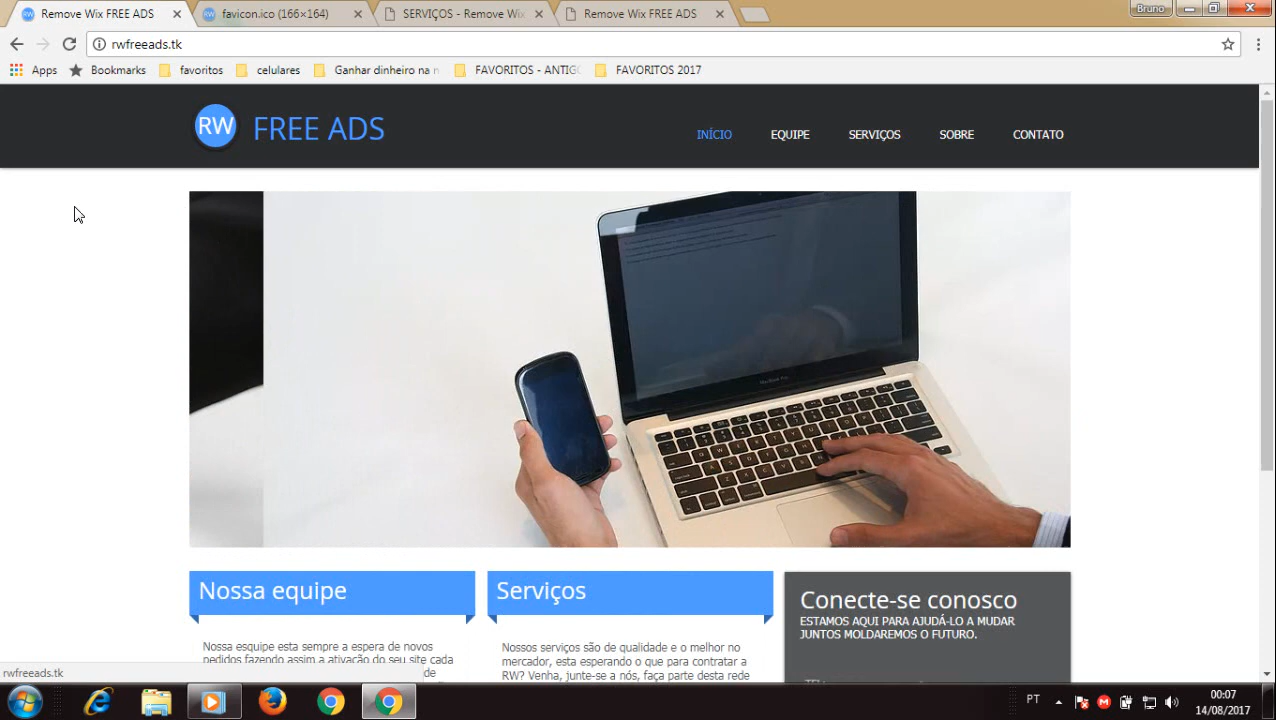 Remove Wix FREE ADS
favicon.ico (166×164)
SERVIÇOS - Remove Wix
Remove Wix FREE ADS
Bruno
rwfreeads.tk
Apps
Bookmarks
favoritos
celulares
Ganhar dinheiro na n
FAVORITOS - ANTIG
FAVORITOS 2017
RW FREE ADS
INÍCIO
EQUIPE
SERVIÇOS
SOBRE
CONTATO
Nossa equipe
Serviços
Conecte-se conosco
ESTAMOS AQUI PARA AJUDÁ-LO A MUDAR
JUNTOS MOLDAREMOS O FUTURO.
Nossa esquipe esta sempre a espera de novos
pedidos fazendo assim a ativação do seu site cada
de
Nossos serviços são de qualidade e o melhor no
mercador, esta esperando o que para contratar a
RW? Venha, junte-se a nós, faça parte desta rede
rwfreeads.tk
PT
00:07
14/08/2017